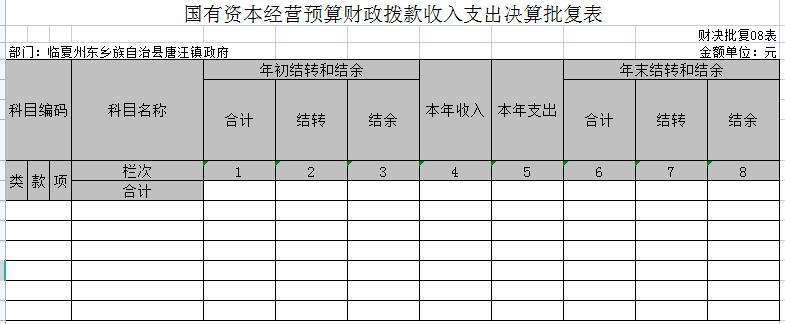 国有资本经营预算财政拨款收入支出决算批复表
财决批复08表
部门：临夏州东乡族自治县唐汪镇政府 金额单位：元
科目编码 科目名称 年初结转和结余 本年收入 本年支出 年末结转和结余
合计 结转 结余 合计 结转 结余
类 款 项 栏次 1 2 3 4 5 6 7 8
合计